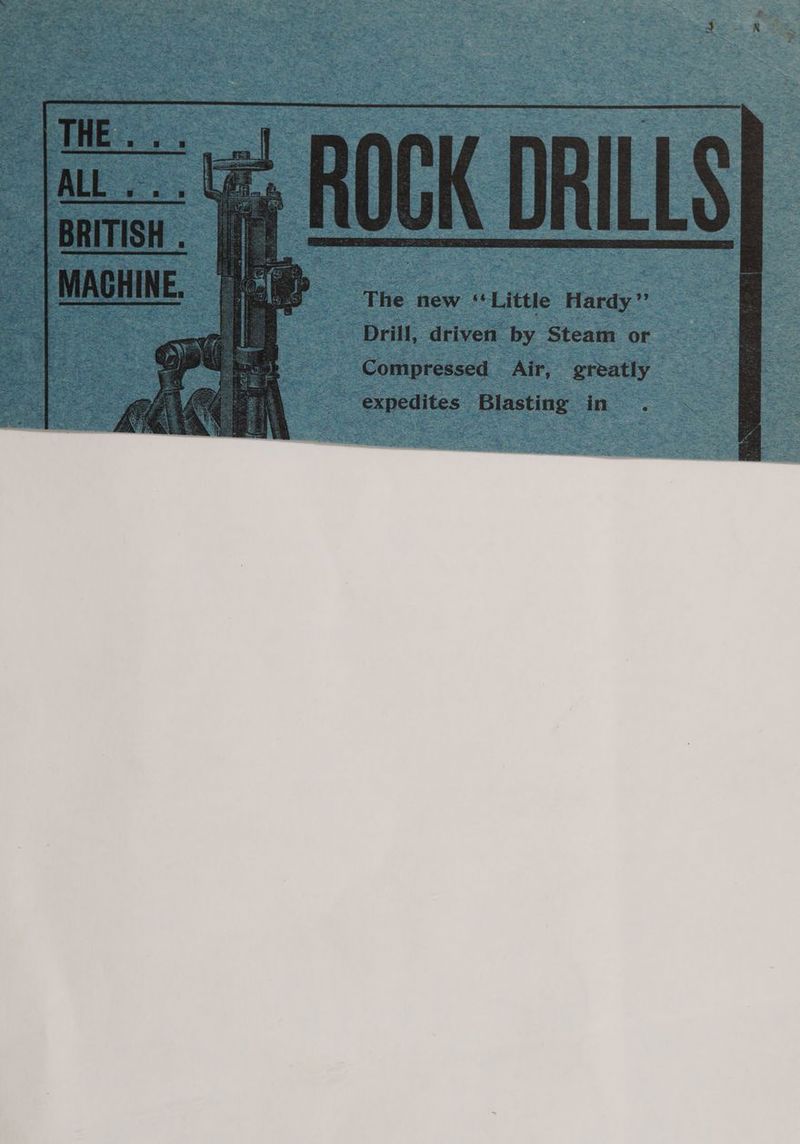 THE . . .
ALL . . .
BRITISH .
MACHINE.
ROCK DRILLS
The new “Little Hardy”
Drill, driven by Steam or
Compressed Air, greatly
expedites Blasting in .